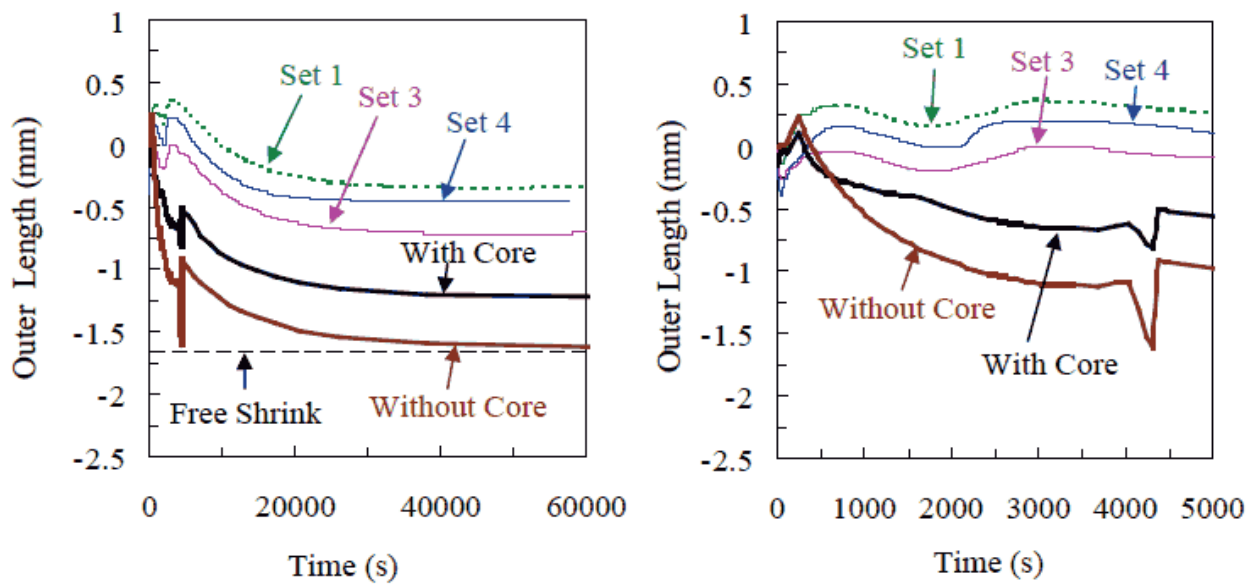 Outer Length (mm)
1
0.5
0
-0.5
-1
-1.5
-2
-2.5
Set 1
Set 3
Set 4
With Core
Free Shrink
Without Core
0 20000 40000 60000
Time (s)
Outer Length (mm)
1
0.5
0
-0.5
-1
-1.5
-2
-2.5
Set 1
Set 3
Set 4
Without Core
With Core
0 1000 2000 3000 4000 5000
Time (s)